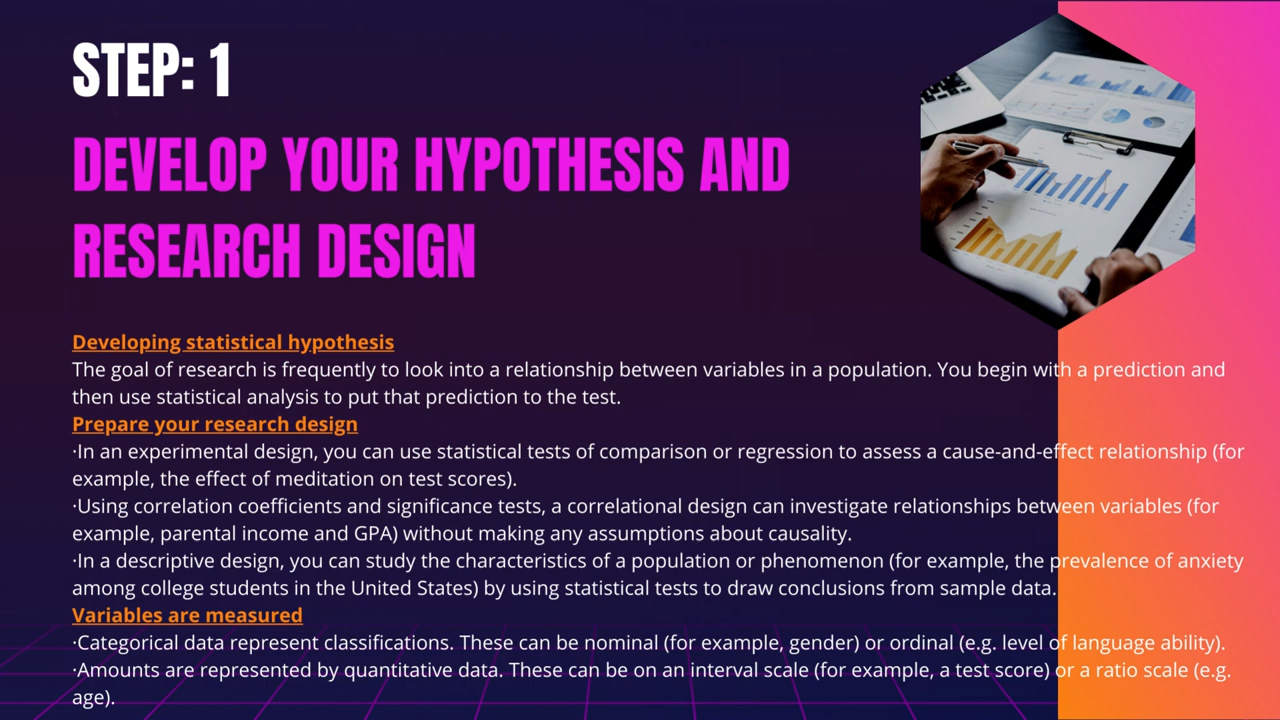 STEP: 1
DEVELOP YOUR HYPOTHESIS AND
RESEARCH DESIGN
Developing statistical hypothesis
The goal of research is frequently to look into a relationship between variables in a population. You begin with a prediction and
then use statistical analysis to put that prediction to the test.
Prepare your research design
·In an experimental design, you can use statistical tests of comparison or regression to assess a cause-and-effect relationship (for
example, the effect of meditation on test scores).
·Using correlation coefficients and significance tests, a correlational design can investigate relationships between variables (for
example, parental income and GPA) without making any assumptions about causality.
·In a descriptive design, you can study the characteristics of a population or phenomenon (for example, the prevalence of anxiety
among college students in the United States) by using statistical tests to draw conclusions from sample data.
Variables are measured
·Categorical data represent classifications. These can be nominal (for example, gender) or ordinal (e.g. level of language ability).
·Amounts are represented by quantitative data. These can be on an interval scale (for example, a test score) or a ratio scale (e.g.
age).